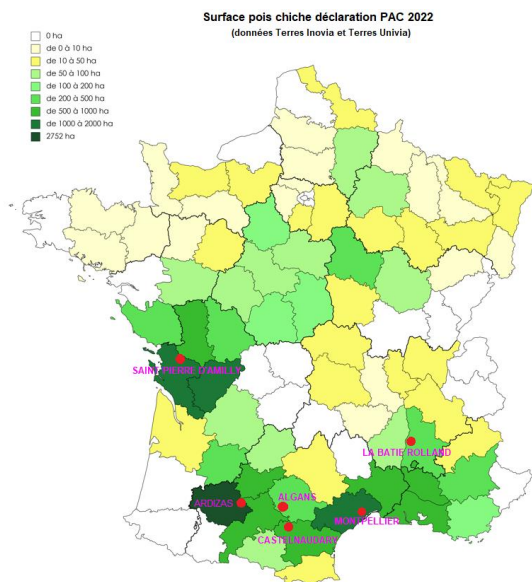 Surface pois chiche déclaration PAC 2022
(données Terres Inovia et Terres Univia)
0 ha
de 0 à 10 ha
de 10 à 50 ha
de 50 à 100 ha
de 100 à 200 ha
de 200 à 500 ha
de 500 à 1000 ha
de 1000 à 2000 ha
2752 ha
SAINT PIERRE D'AMILLY
LA BATIE ROLLAND
ARDIZAS
ALGANS
MONTPELLIER
CASTELNAUDARY